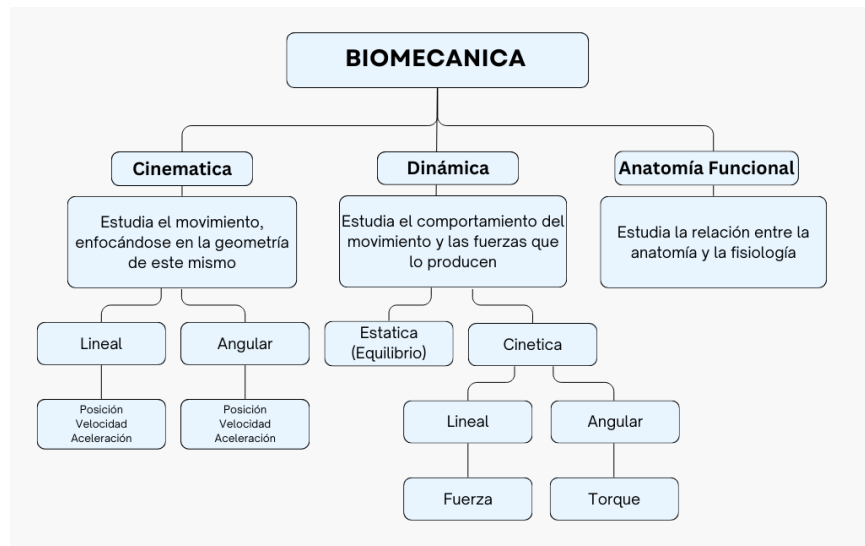 BIOMECANICA
Cinematica
Dinámica
Anatomía Funcional
Estudia el movimiento,
enfocándose en la geometría
de este mismo
Estudia el comportamiento del
movimiento y las fuerzas que
lo producen
Estudia la relación entre la
anatomía y la fisiología
Lineal
Angular
Estatica
(Equilibrio)
Cinetica
Posición
Velocidad
Aceleración
Posición
Velocidad
Aceleración
Lineal
Angular
Fuerza
Torque